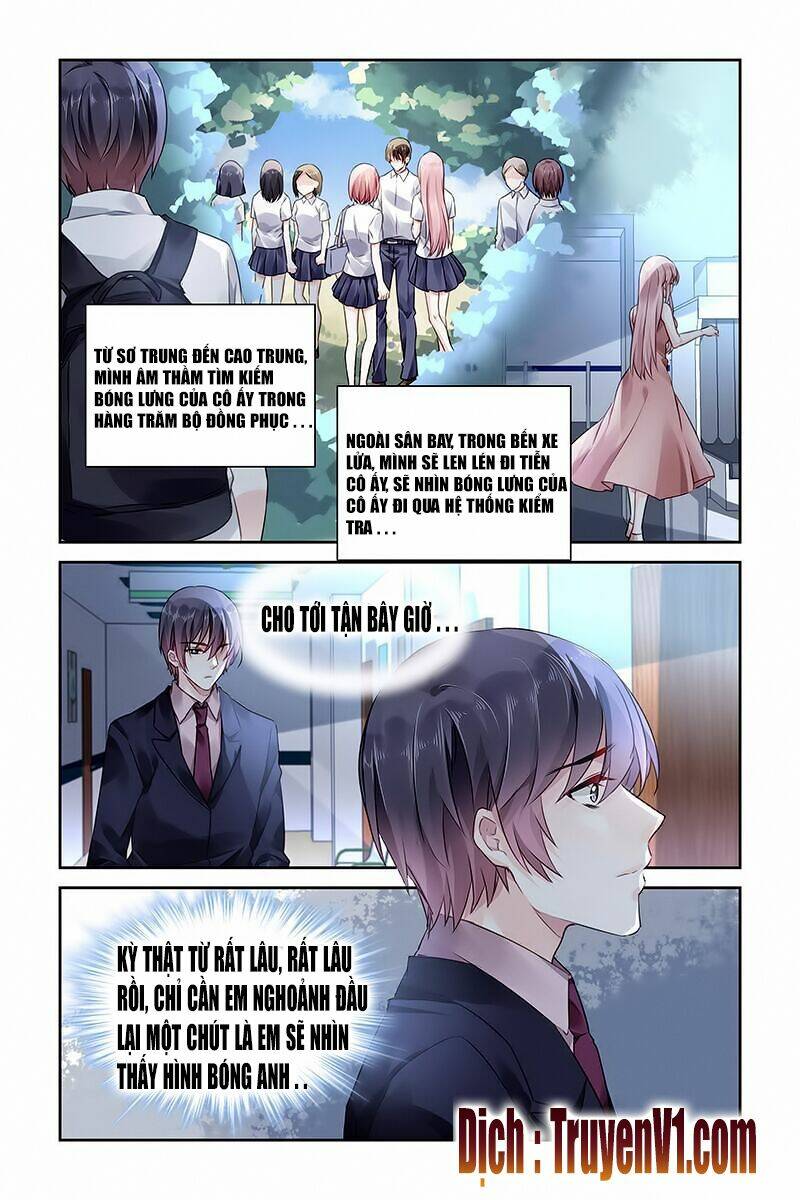 TỪ SƠ TRUNG ĐẾN CAO TRUNG,
MÌNH ÂM THẦM TÌM KIẾM
BÓNG LƯNG CỦA CÔ ẤY TRONG
HÀNG TRĂM BỘ ĐỒNG PHỤC . . .
NGOÀI SÂN BAY, TRONG BẾN XE
LỬA, MÌNH SẼ LEN LÉN ĐI TIỄN
CÔ ẤY, SẼ NHÌN BÓNG LƯNG CỦA
CÔ ẤY ĐI QUA HỆ THỐNG KIỂM
TRA . . .
CHO TỚI TẬN BÂY GIỜ . . .
KỲ THẬT TỪ RẤT LÂU, RẤT LÂU
RỒI, CHỈ CẦN EM NGHOẢNH ĐẦU
LẠI MỘT CHÚT LÀ EM SẼ NHÌN
THẤY HÌNH BÓNG ANH . .
Dịch : TruyenV1.com